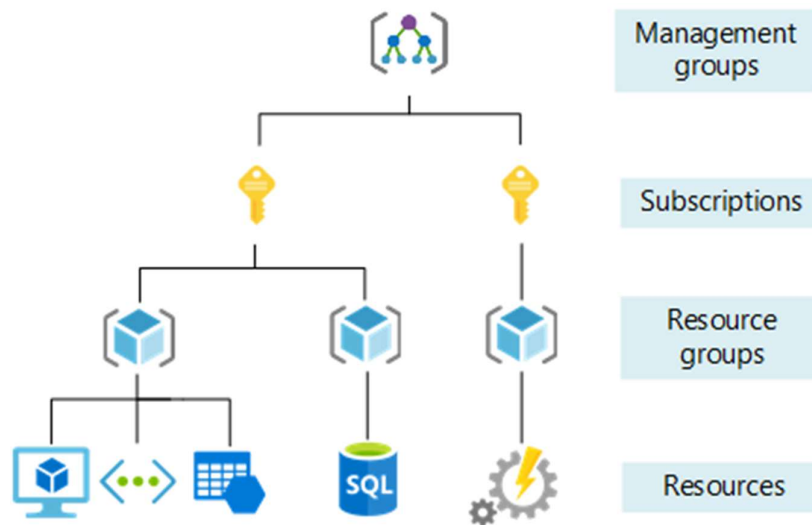 Management
groups
Subscriptions
Resource
groups
SQL
Resources